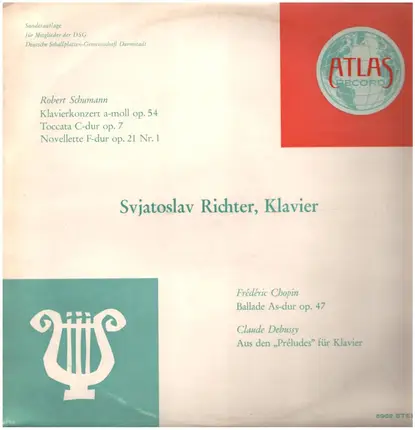 Sonderauflage
für Mitglieder der DSG
Deutsche Schallplatten-Gemeinschaft Darmstadt
ATLAS
RECORD
Robert Schumann
Klavierkonzert a-moll op. 54
Toccata C-dur op. 7
Novellette F-dur op. 21 Nr. 1
Svjatoslav Richter, Klavier
Frédéric Chopin
Ballade As-dur op. 47
Claude Debussy
Aus den „Préludes" für Klavier